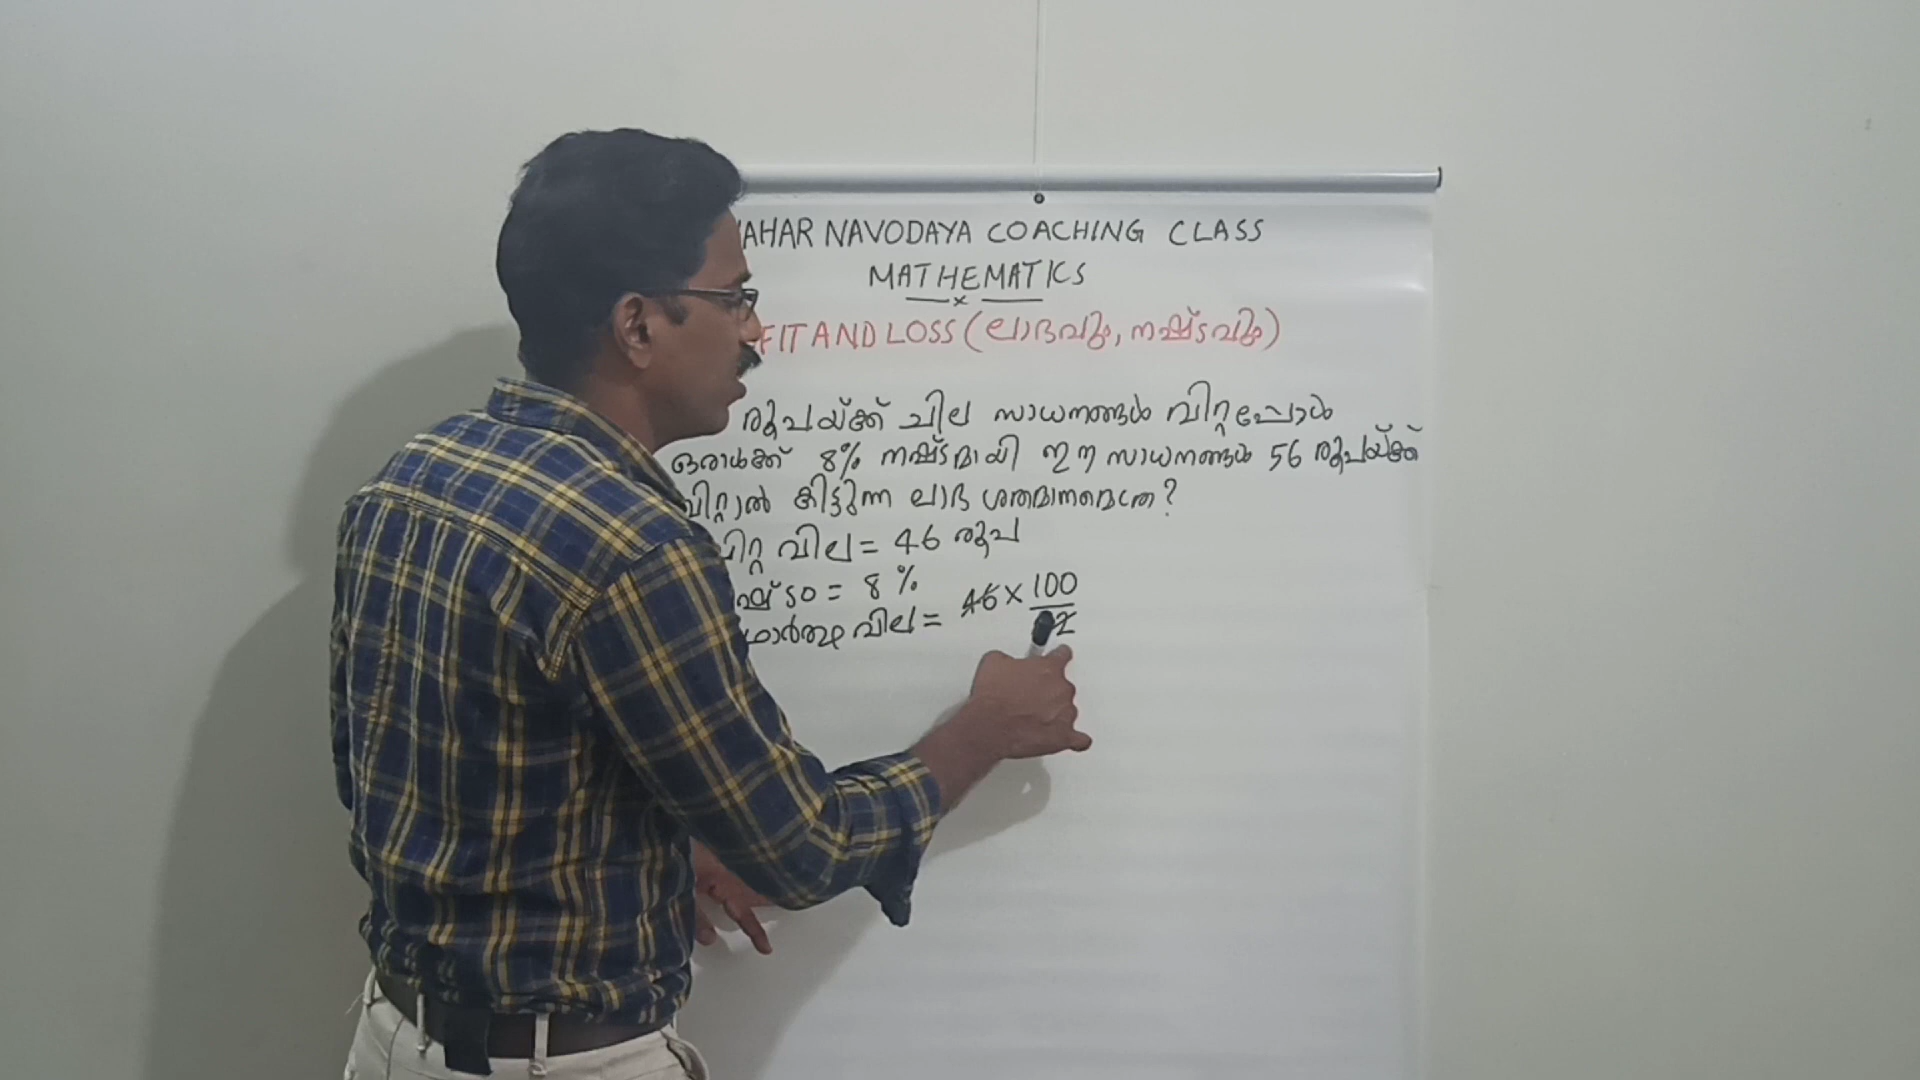 AHAR NAVODAYA COACHING CLASS
MATHEMATICS
FIT AND LOSS (ലാഭവും, നഷ്ടവും)
രൂപയ്ക്ക് ചില സാധനങ്ങൾ വിറ്റപ്പോൾ
ഒരാൾക്ക് 8% നഷ്ടമായി ഈ സാധനങ്ങൾ 56 രൂപയ്ക്ക്
വിറ്റാൽ കിട്ടുന്ന ലാഭ ശതമാനമെത്ര?
വില = 46 രൂപ
= 8 %
വില = 46 × 100
2